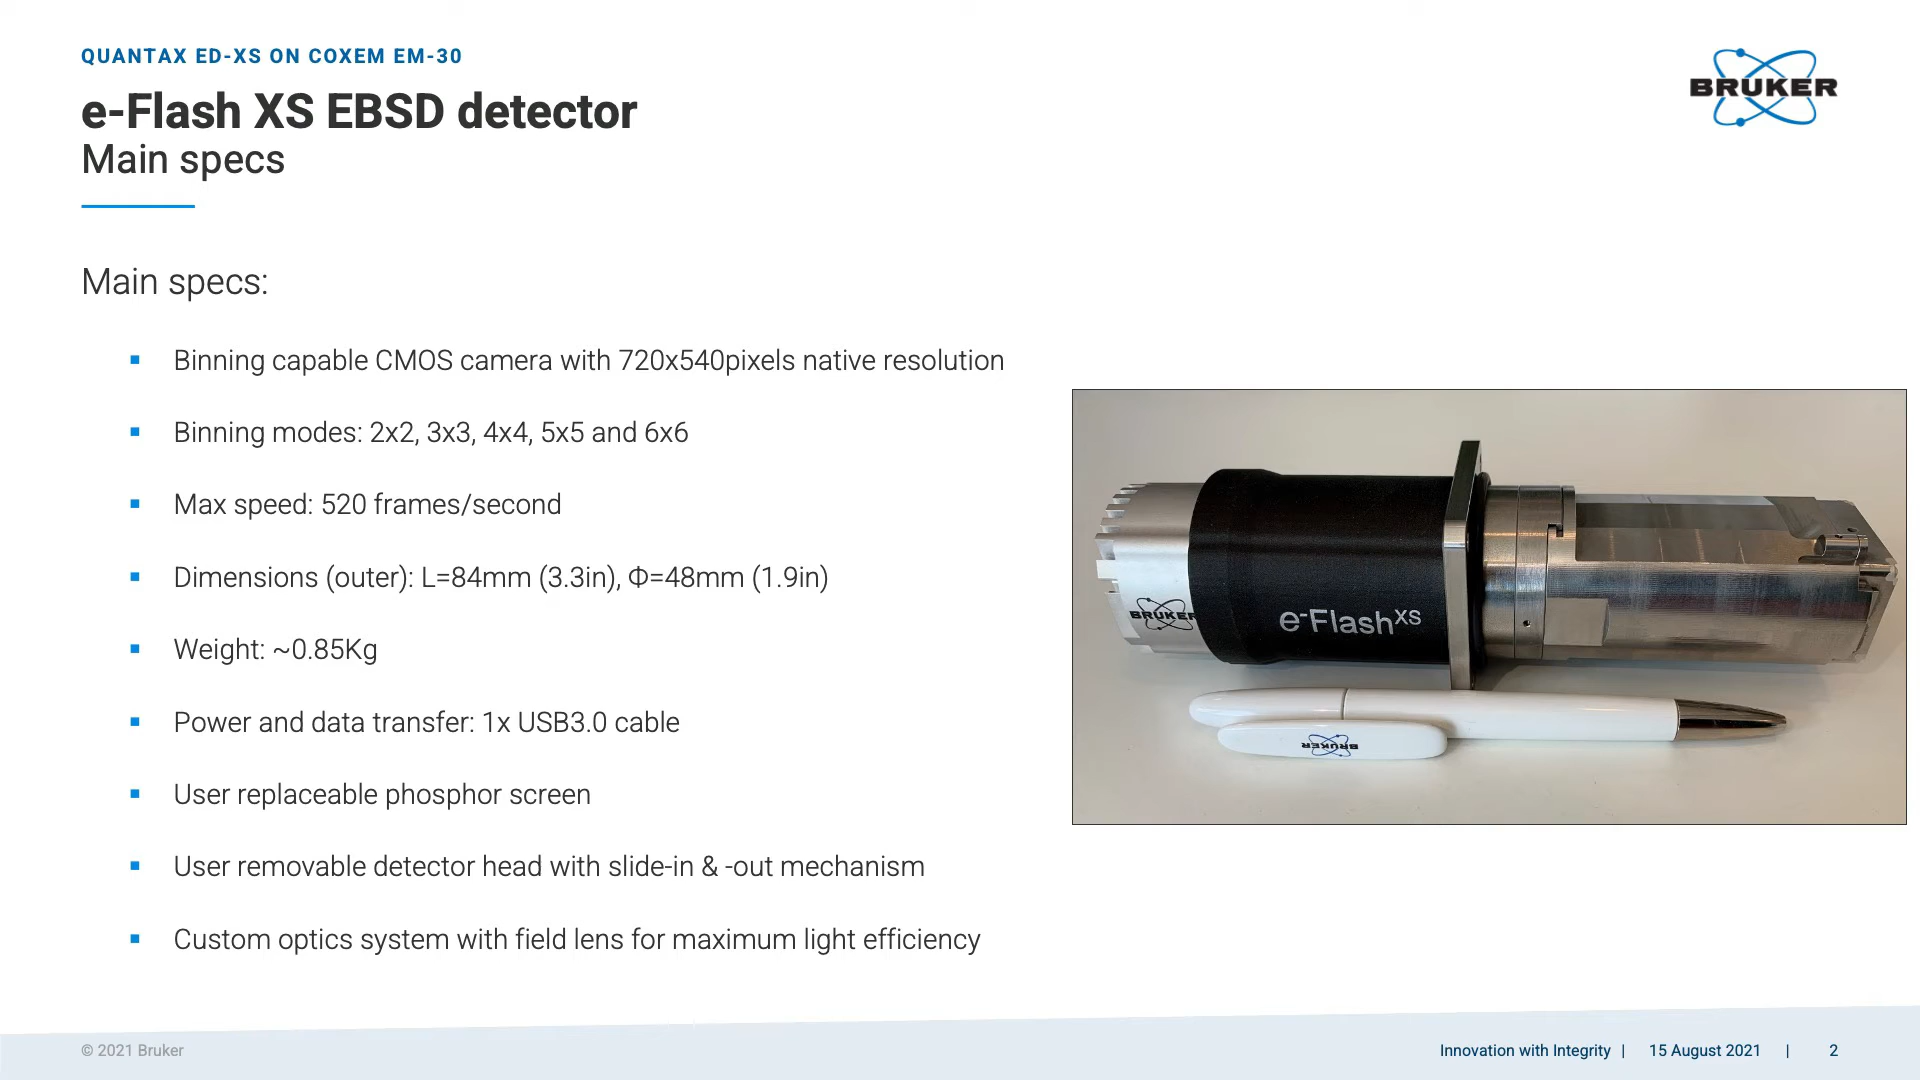 QUANTAX ED-XS ON COXEM EM-30
e-Flash XS EBSD detector
Main specs
BRUKER
Main specs:
Binning capable CMOS camera with 720x540pixels native resolution
Binning modes: 2x2, 3x3, 4x4, 5x5 and 6x6
Max speed: 520 frames/second
Dimensions (outer): L=84mm (3.3in), Φ=48mm (1.9in)
Weight: ~0.85Kg
Power and data transfer: 1x USB3.0 cable
User replaceable phosphor screen
User removable detector head with slide-in & -out mechanism
Custom optics system with field lens for maximum light efficiency
BRUKER
e-FlashXS
BRUKER
© 2021 Bruker
Innovation with Integrity | 15 August 2021 | 2